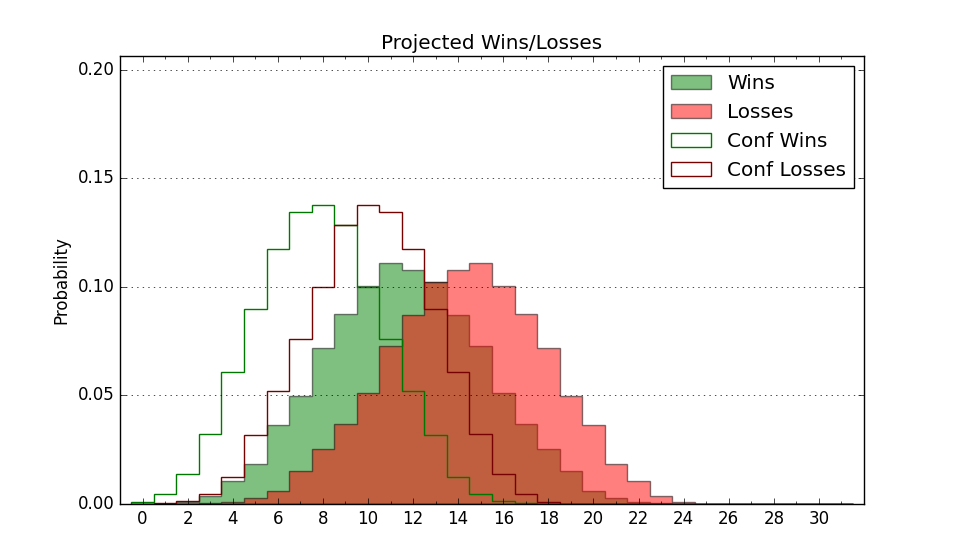 Projected Wins/Losses
0.20
0.15
0.10
0.05
0.00
Probability
Wins
Losses
Conf Wins
Conf Losses
0 2 4 6 8 10 12 14 16 18 20 22 24 26 28 30